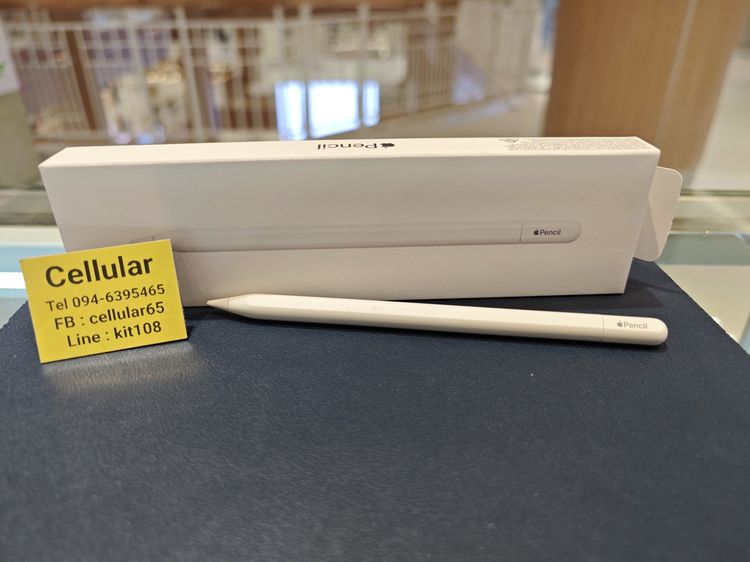 Pencil
Pencil
Cellular
Tel 094-6395465
FB : cellular65
Line : kit108
Pencil